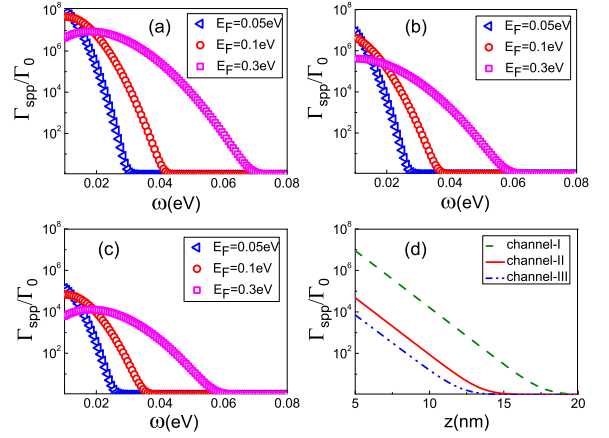 (a)
E_F=0.05eV
E_F=0.1eV
E_F=0.3eV
10^8
10^6
10^4
10^2
Γ_spp/Γ_0
0.02 0.04 0.06 0.08
ω(eV)
(b)
E_F=0.05eV
E_F=0.1eV
E_F=0.3eV
10^8
10^6
10^4
10^2
Γ_spp/Γ_0
0.02 0.04 0.06 0.08
ω(eV)
(c)
E_F=0.05eV
E_F=0.1eV
E_F=0.3eV
10^8
10^6
10^4
10^2
Γ_spp/Γ_0
0.02 0.04 0.06 0.08
ω(eV)
(d)
channel-I
channel-II
channel-III
10^8
10^6
10^4
10^2
Γ_spp/Γ_0
5 10 15 20
z(nm)